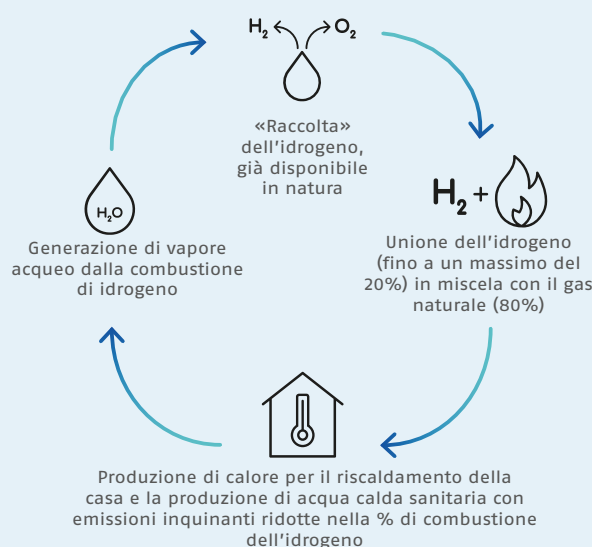 H₂ O₂
«Raccolta»
dell'idrogeno,
già disponibile
in natura
H₂ +
Unione dell'idrogeno
(fino a un massimo del
20%) in miscela con il gas
naturale (80%)
Produzione di calore per il riscaldamento della
casa e la produzione di acqua calda sanitaria con
emissioni inquinanti ridotte nella % di combustione
dell'idrogeno
H₂O
Generazione di vapore
acqueo dalla combustione
di idrogeno